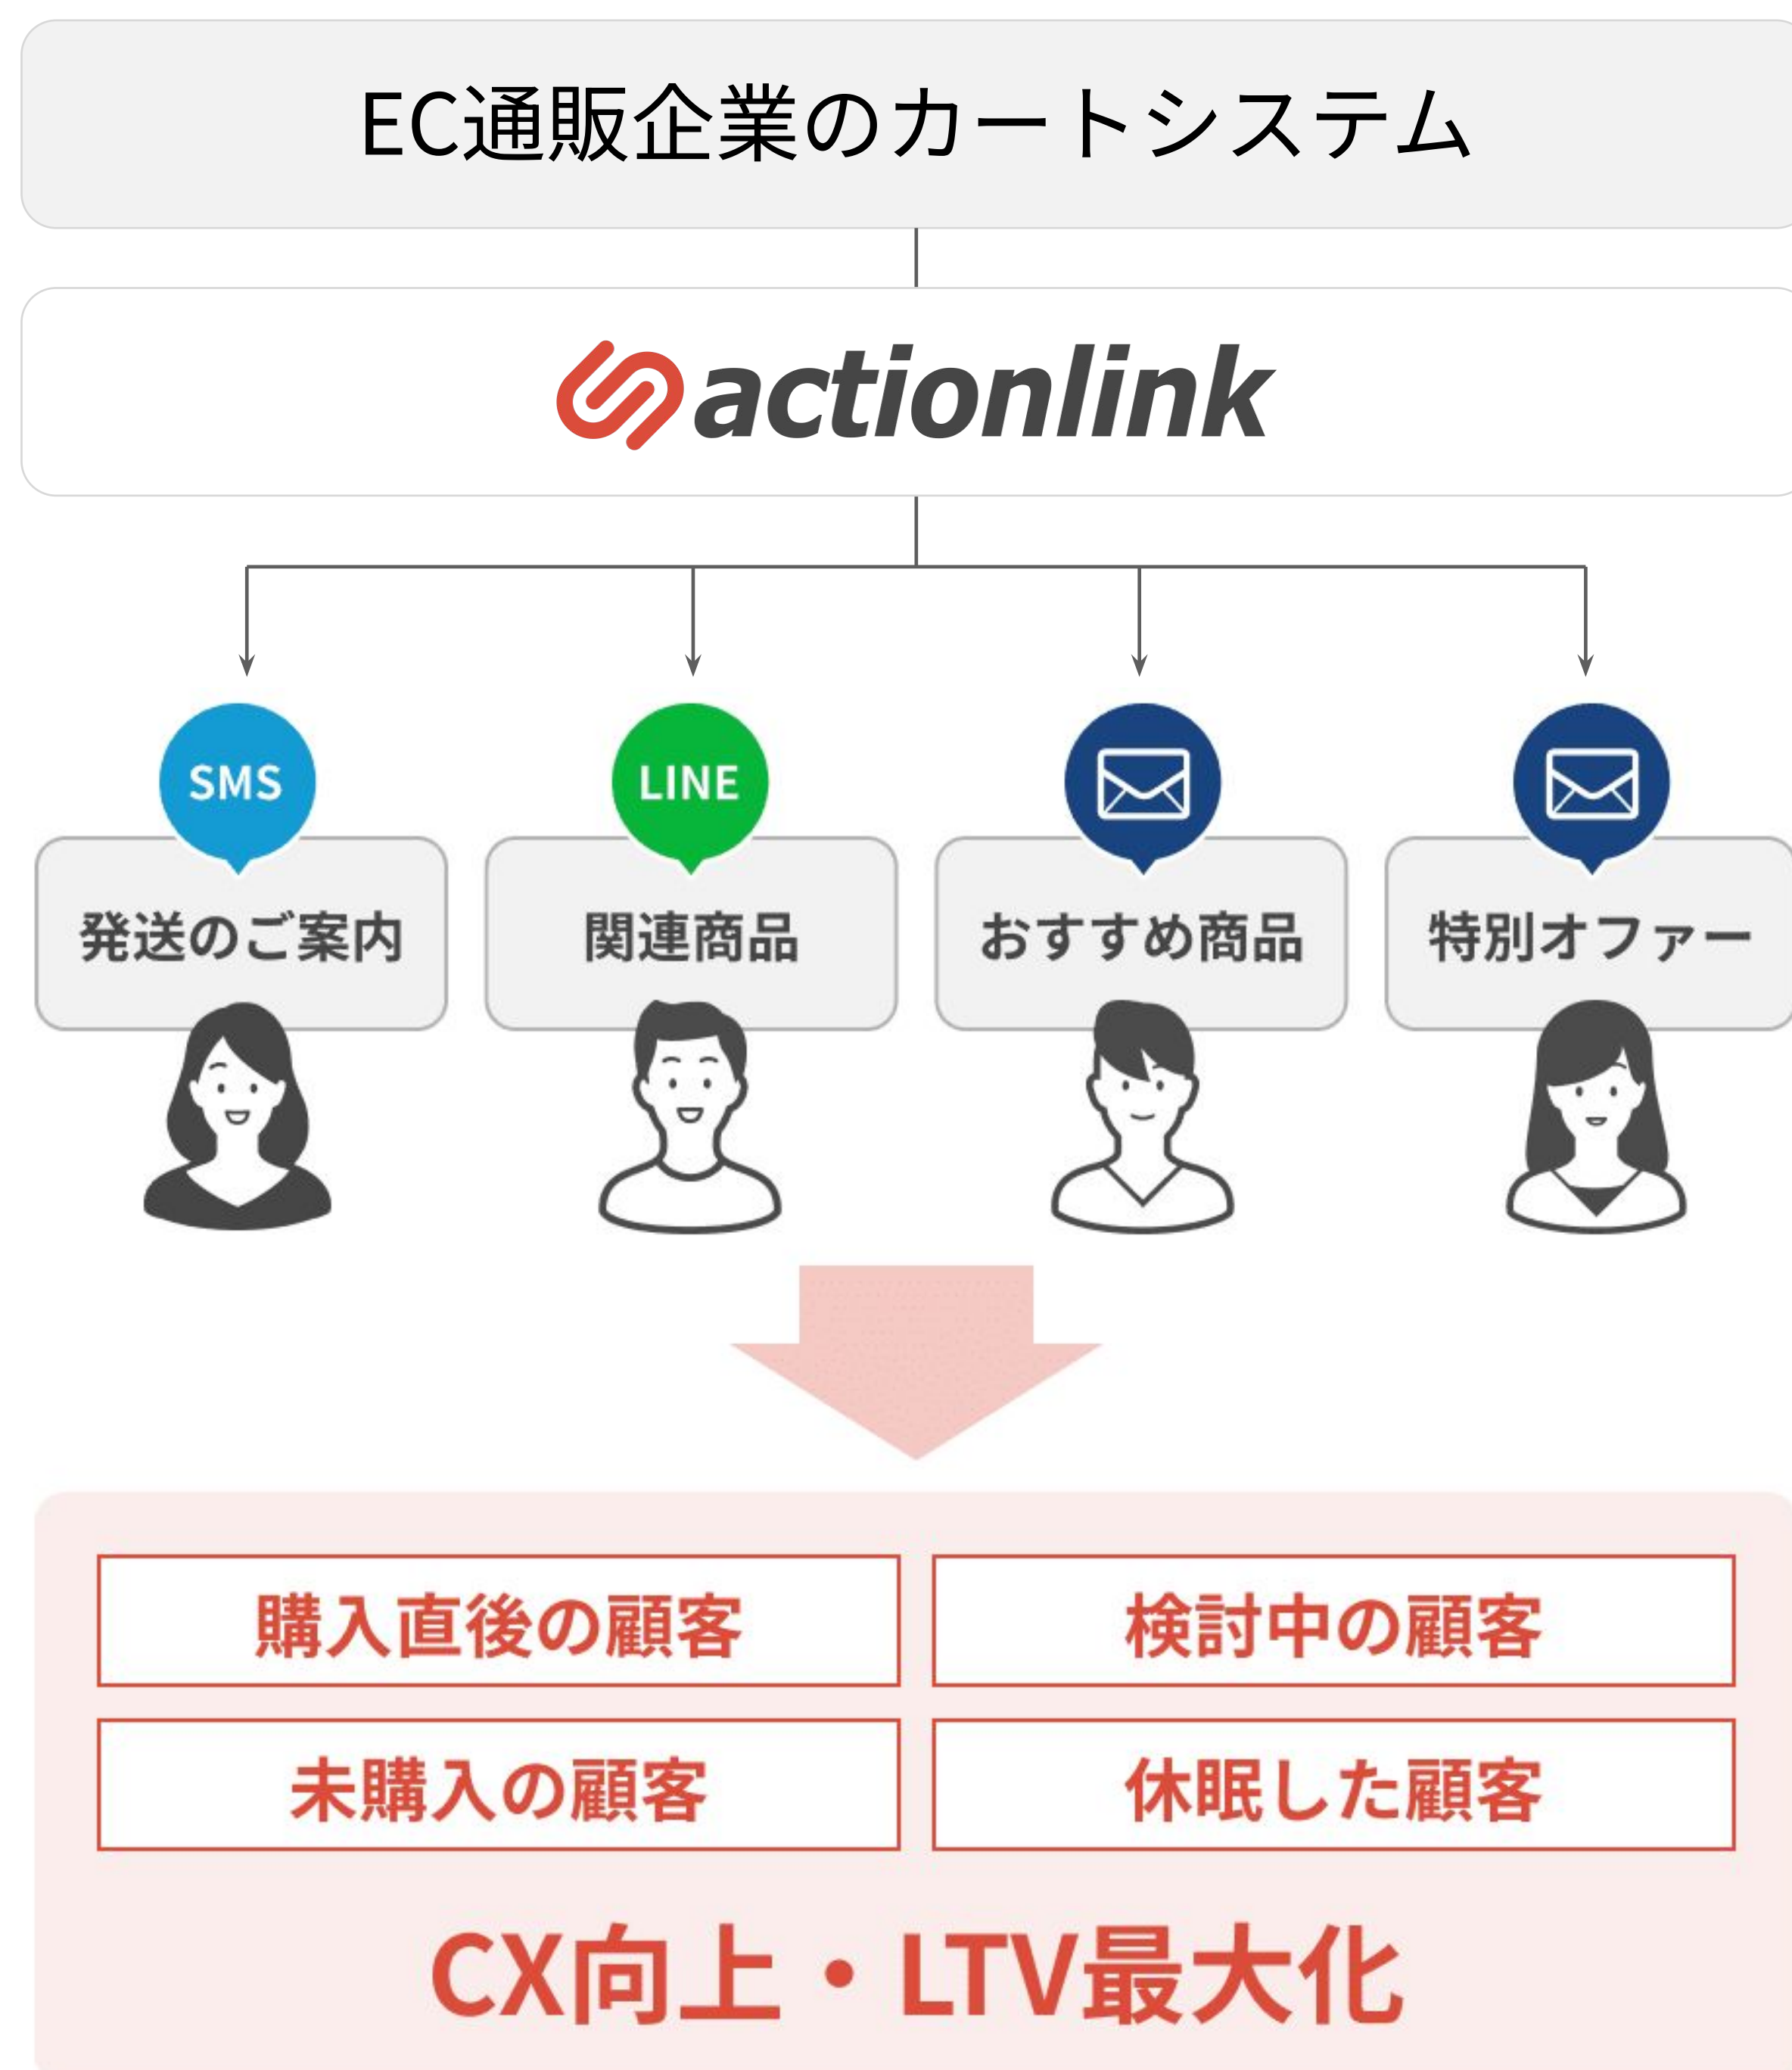 EC通販企業のカートシステム
actionlink
SMS
LINE
発送のご案内
関連商品
おすすめ商品
特別オファー
購入直後の顧客
検討中の顧客
未購入の顧客
休眠した顧客
CX向上・LTV最大化